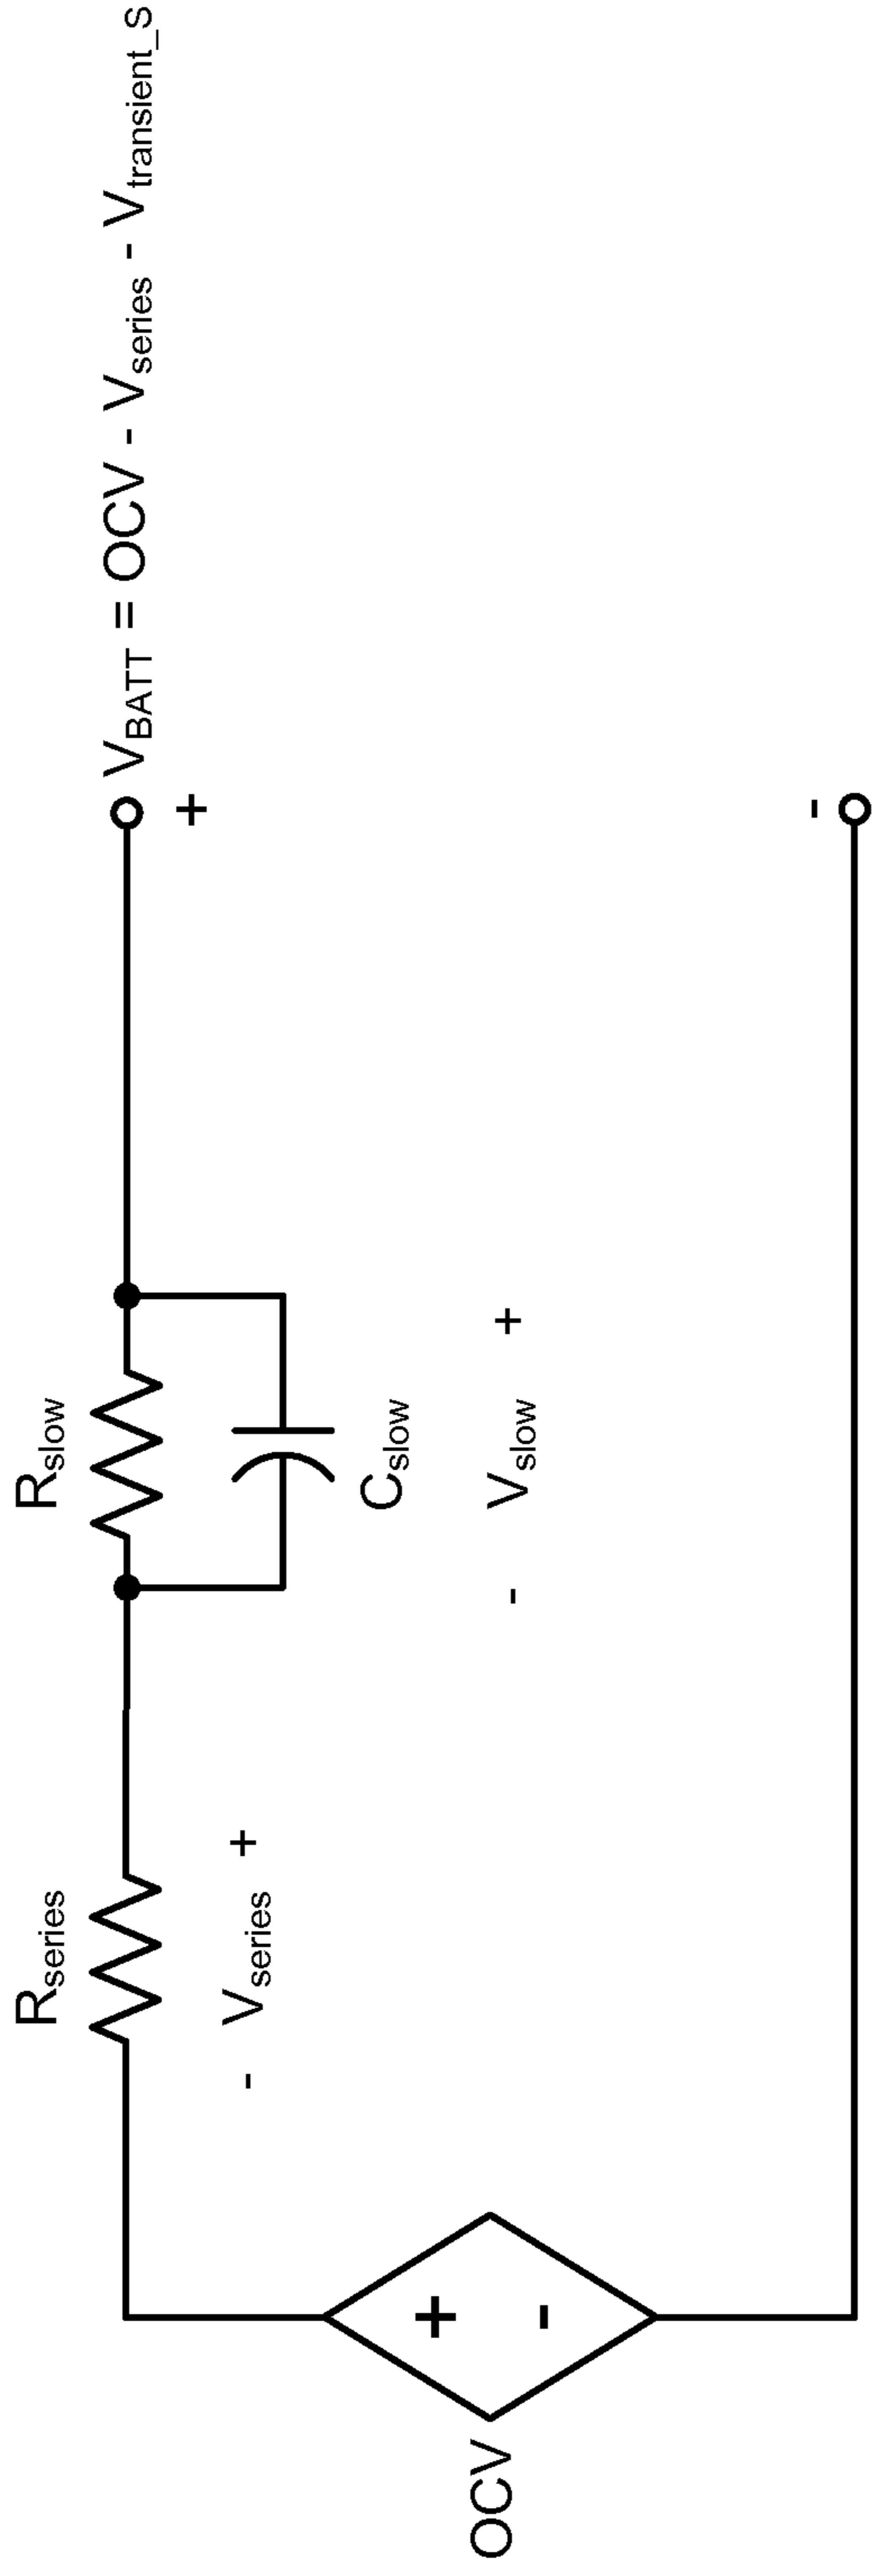 R_series
R_slow
V_BATT = OCV - V_series - V_transient_S
- V_series +
C_slow
+
- V_slow +
OCV
+
-
-